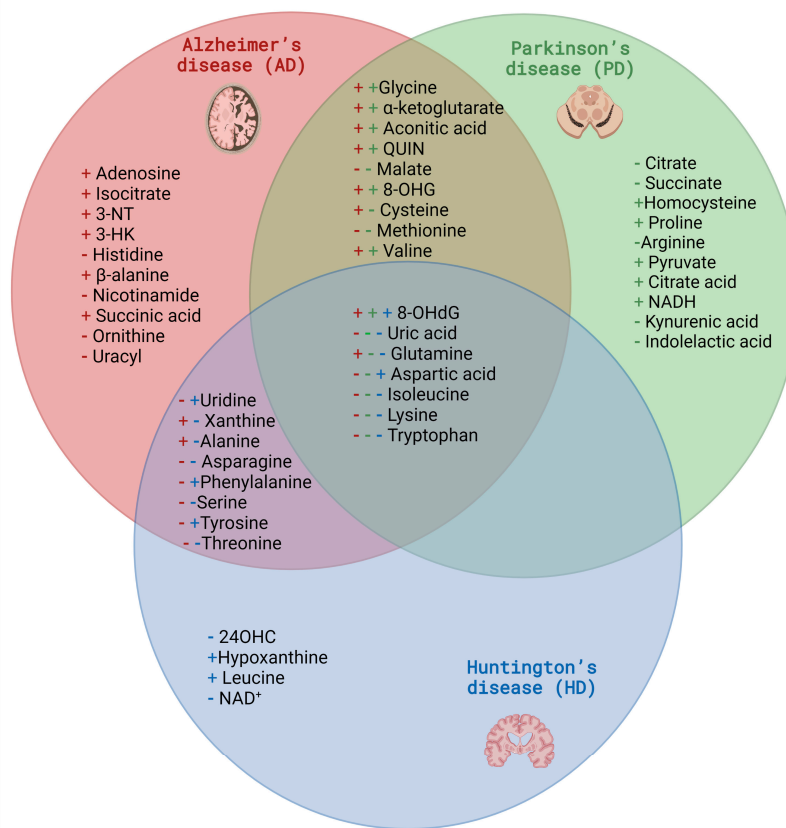 Alzheimer's
disease (AD)
Parkinson's
disease (PD)
+ +Glycine
+ + α-ketoglutarate
+ + Aconitic acid
+ + QUIN
- - Malate
+ + 8-OHG
+ - Cysteine
- - Methionine
+ + Valine
+ Adenosine
+ Isocitrate
+ 3-NT
+ 3-HK
- Histidine
+ β-alanine
- Nicotinamide
+ Succinic acid
- Ornithine
- Uracyl
- Citrate
- Succinate
+Homocysteine
+ Proline
-Arginine
+ Pyruvate
+ Citrate acid
+ NADH
- Kynurenic acid
- Indolelactic acid
+ + + 8-OHdG
- - - Uric acid
+ - - Glutamine
- - + Aspartic acid
- - - Isoleucine
- - - Lysine
- - - Tryptophan
- +Uridine
+ - Xanthine
+ -Alanine
- - Asparagine
- +Phenylalanine
- -Serine
- +Tyrosine
- -Threonine
- 24OHC
+Hypoxanthine
+ Leucine
- NAD⁺
Huntington's
disease (HD)